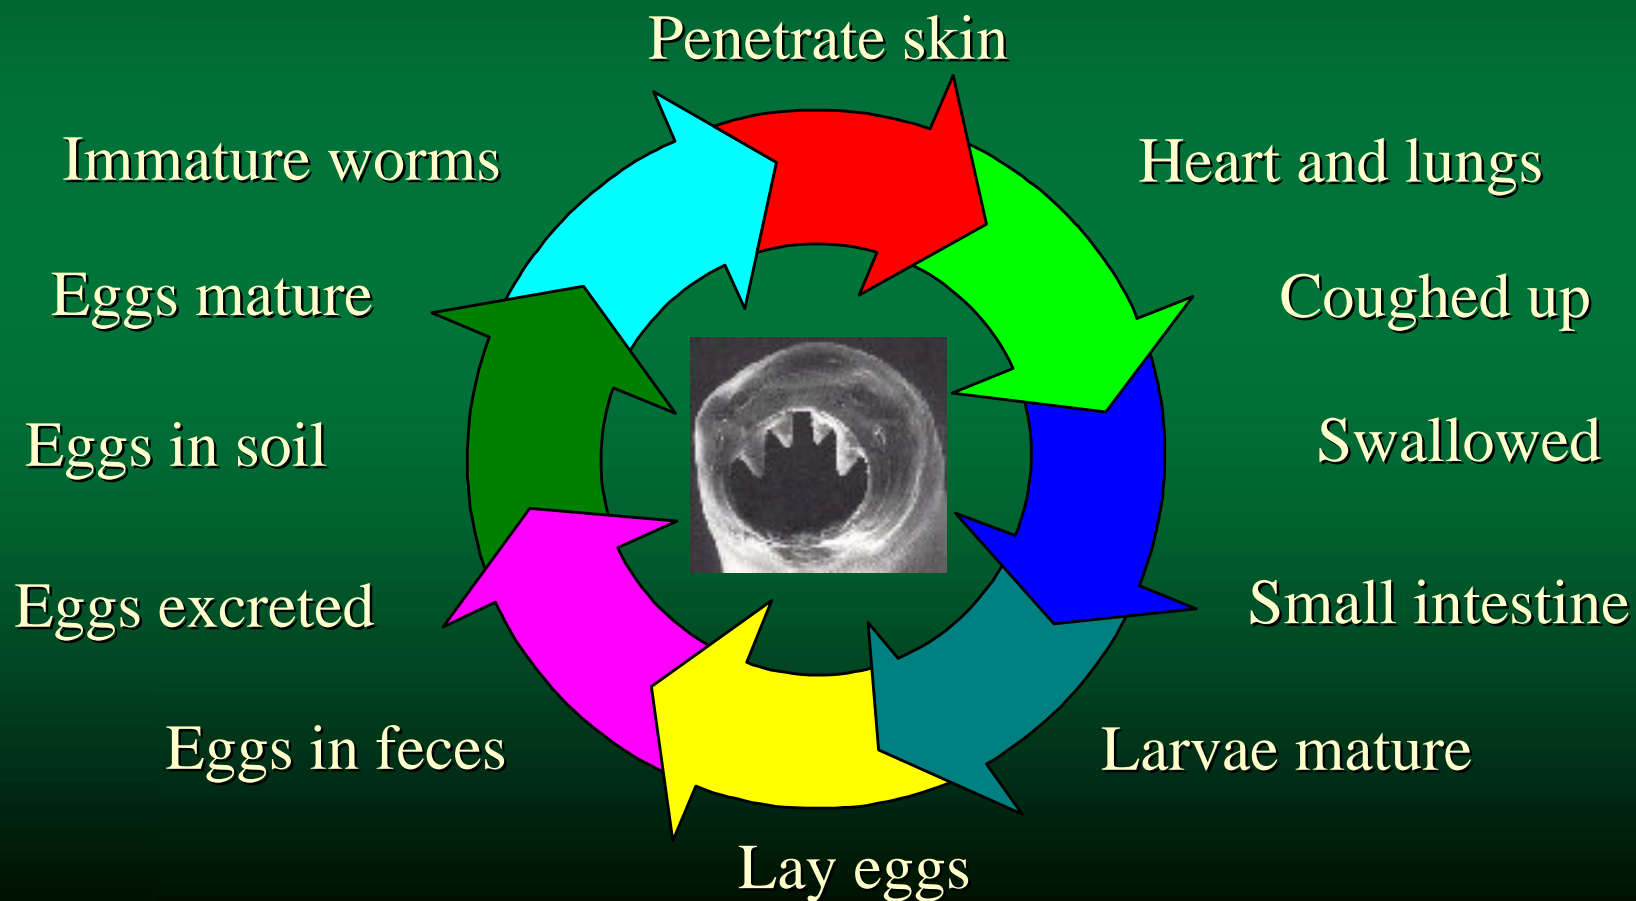 Penetrate skin
Immature worms
Heart and lungs
Eggs mature
Coughed up
Eggs in soil
Swallowed
Eggs excreted
Small intestine
Eggs in feces
Larvae mature
Lay eggs